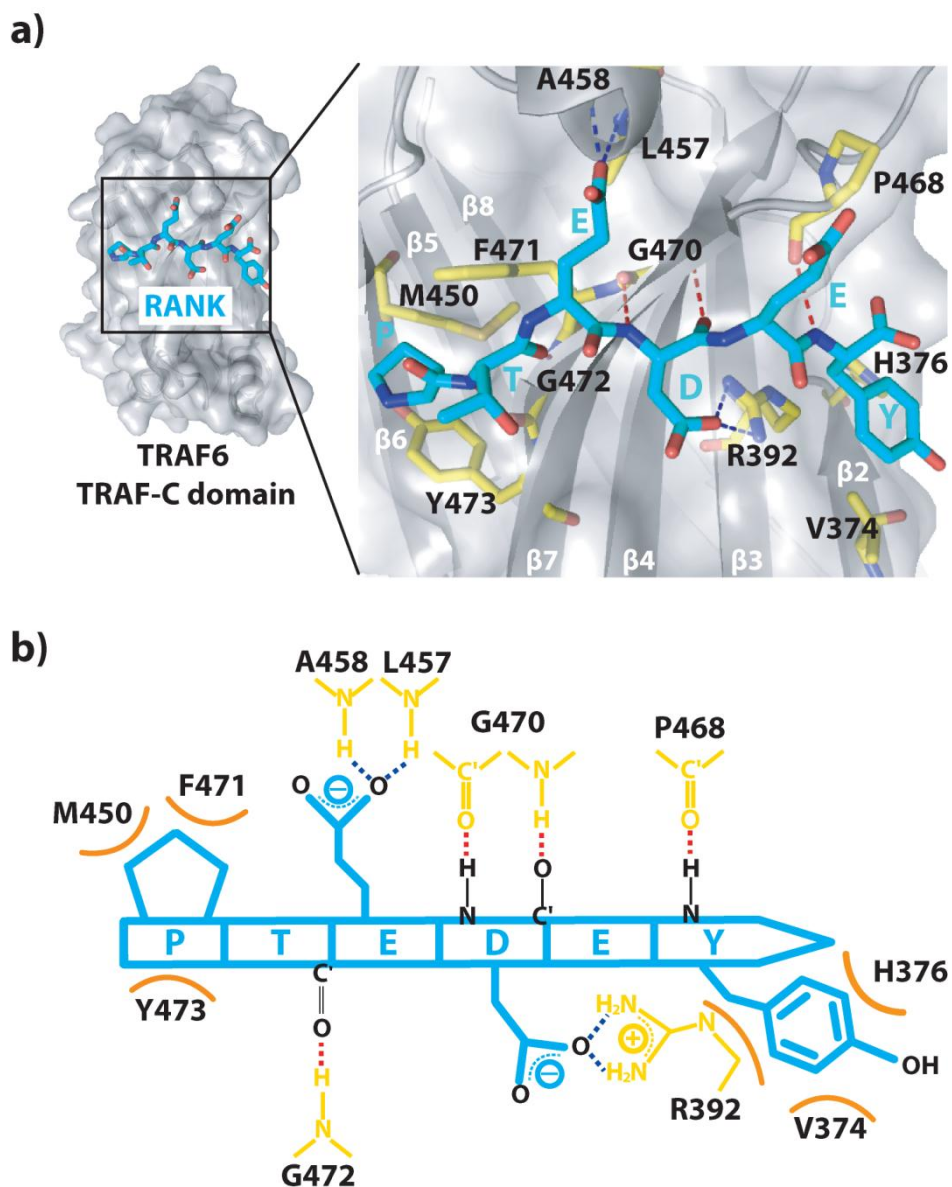 a)
A458
L457
P468
E
β8
β5
F471
G470
M450
RANK
P
E
T
G472
D
H376
Y
R392
β6
TRAF6
TRAF-C domain
Y473
β2
V374
β7
β4
β3
b)
A458 L457
G470
P468
N N
H H
C' N C'
H
O O
O O
F471
M450
H O H
N C' N
P T E D E Y
C'
O
Y473
H376
H₂N N
O
H₂N
O
OH
H
N
R392
V374
G472